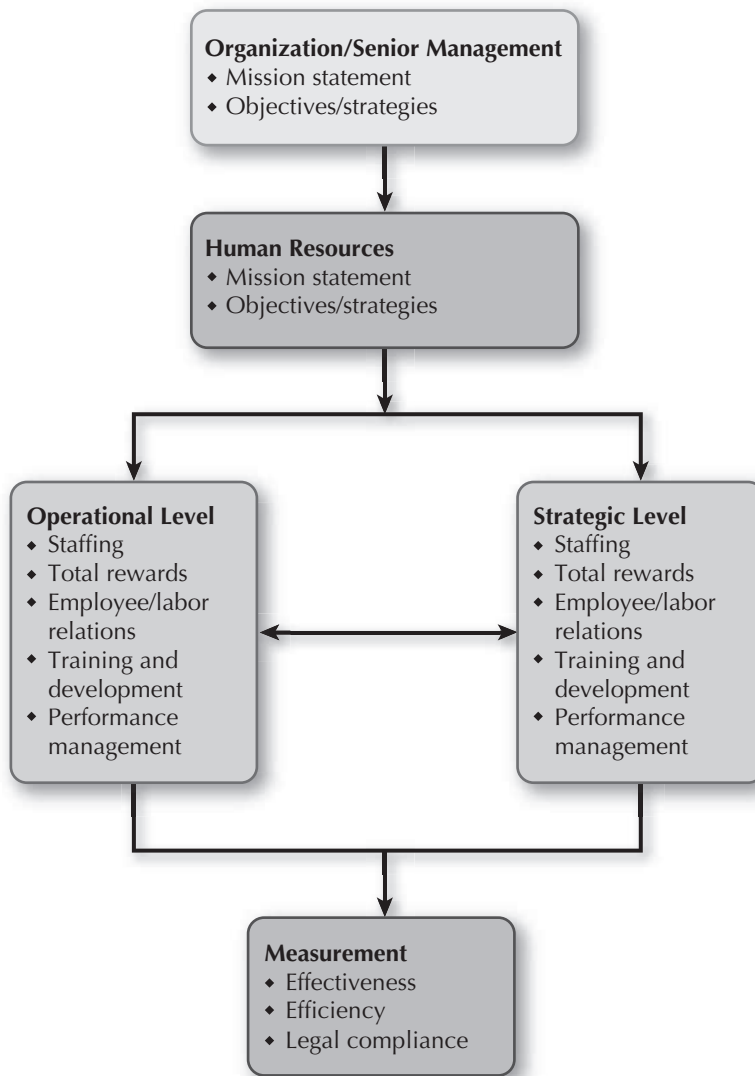 Organization/Senior Management
◆ Mission statement
◆ Objectives/strategies
Human Resources
◆ Mission statement
◆ Objectives/strategies
Operational Level
◆ Staffing
◆ Total rewards
◆ Employee/labor
relations
◆ Training and
development
◆ Performance
management
Strategic Level
◆ Staffing
◆ Total rewards
◆ Employee/labor
relations
◆ Training and
development
◆ Performance
management
Measurement
◆ Effectiveness
◆ Efficiency
◆ Legal compliance